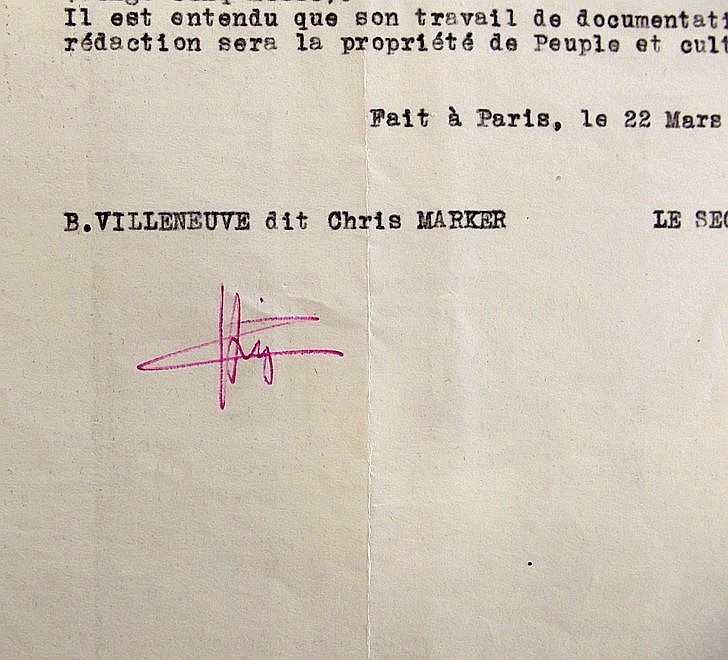 Il est entendu que son travail de documentati
rédaction sera la propriété de Peuple et cult
Fait à Paris, le 22 Mars
B.VILLENEUVE dit Chris MARKER LE SEC